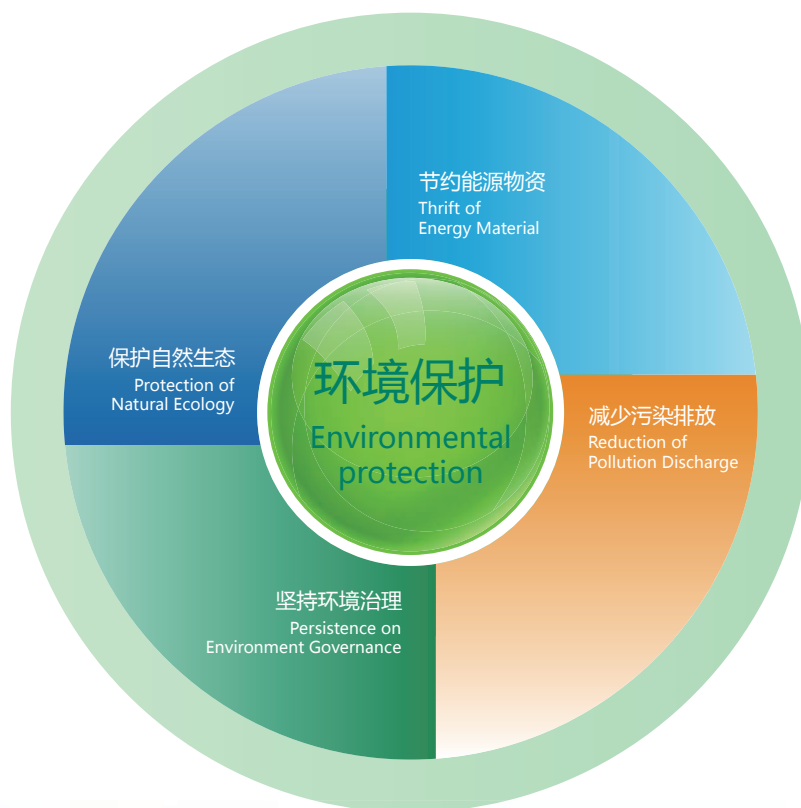 节约能源物资
Thrift of
Energy Material
保护自然生态
Protection of
Natural Ecology
环境保护
Environmental
protection
减少污染排放
Reduction of
Pollution Discharge
坚持环境治理
Persistence on
Environment Governance